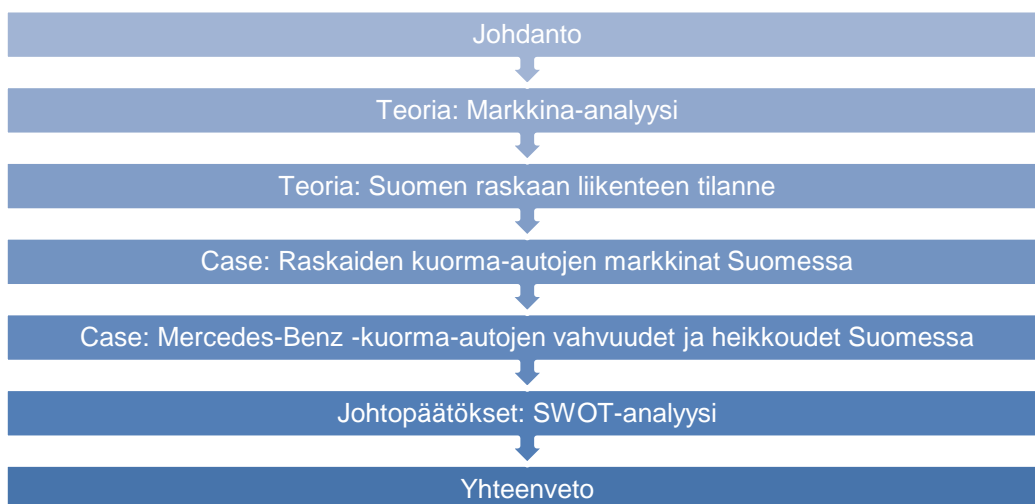 Johdanto
Teoria: Markkina-analyysi
Teoria: Suomen raskaan liikenteen tilanne
Case: Raskaiden kuorma-autojen markkinat Suomessa
Case: Mercedes-Benz -kuorma-autojen vahvuudet ja heikkoudet Suomessa
Johtopäätökset: SWOT-analyysi
Yhteenveto